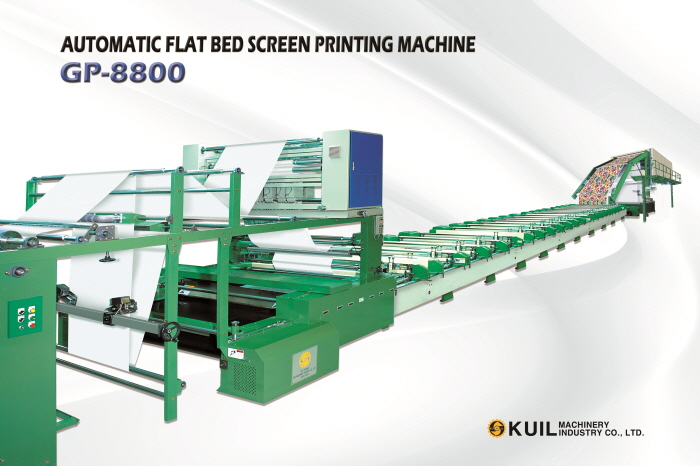 AUTOMATIC FLAT BED SCREEN PRINTING MACHINE
GP-8800
KUIL MACHINERY
INDUSTRY CO., LTD.